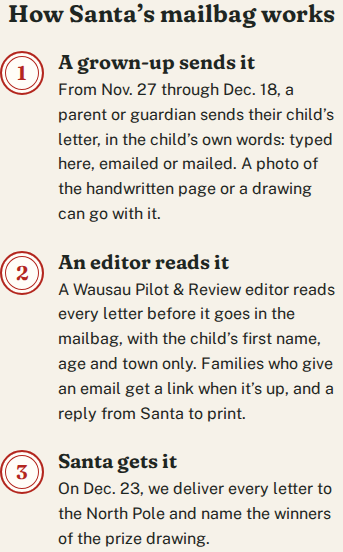 How Santa’s mailbag works
1
A grown-up sends it
From Nov. 27 through Dec. 18, a
parent or guardian sends their child’s
letter, in the child’s own words: typed
here, emailed or mailed. A photo of
the handwritten page or a drawing
can go with it.
2
An editor reads it
A Wausau Pilot & Review editor reads
every letter before it goes in the
mailbag, with the child’s first name,
age and town only. Families who give
an email get a link when it’s up, and a
reply from Santa to print.
3
Santa gets it
On Dec. 23, we deliver every letter to
the North Pole and name the winners
of the prize drawing.